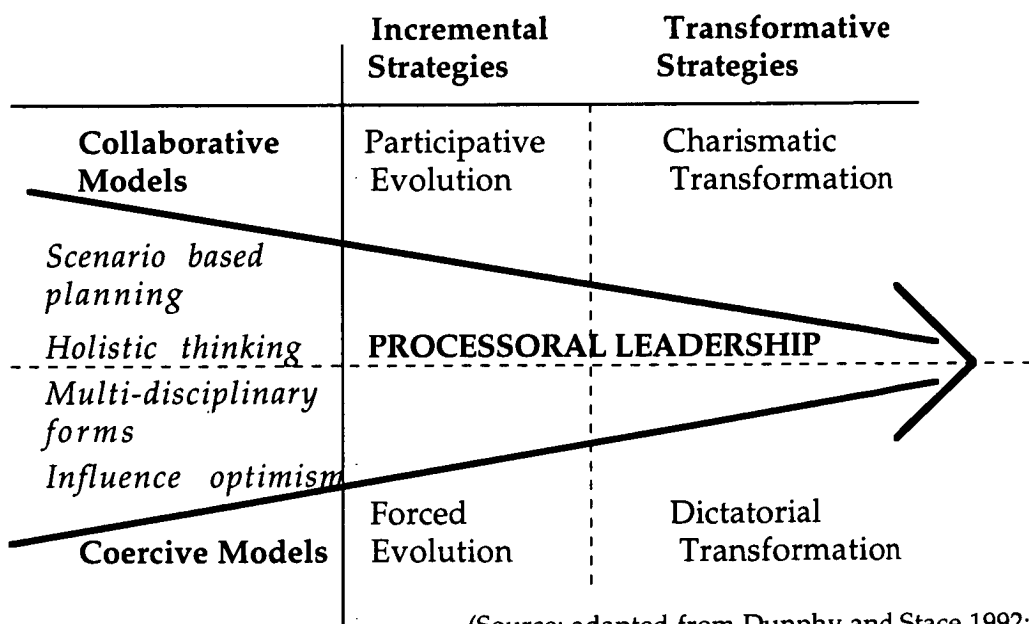 Incremental Transformative
Strategies Strategies
Collaborative Participative Charismatic
Models Evolution Transformation
Scenario based
planning
Holistic thinking PROCESSORAL LEADERSHIP
Multi-disciplinary
forms
Influence optimism
Forced Dictatorial
Coercive Models Evolution Transformation
(Source: adapted from Dunphy and Stace 1992: